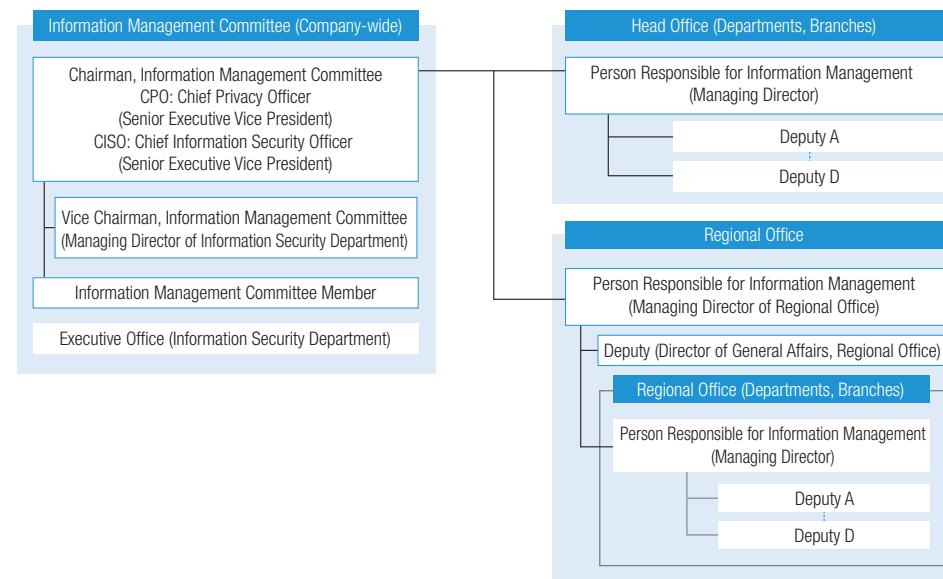 Information Management Committee (Company-wide)
Chairman, Information Management Committee
CPO: Chief Privacy Officer
(Senior Executive Vice President)
CISO: Chief Information Security Officer
(Senior Executive Vice President)
Vice Chairman, Information Management Committee
(Managing Director of Information Security Department)
Information Management Committee Member
Executive Office (Information Security Department)
Head Office (Departments, Branches)
Person Responsible for Information Management
(Managing Director)
Deputy A
Deputy D
Regional Office
Person Responsible for Information Management
(Managing Director of Regional Office)
Deputy (Director of General Affairs, Regional Office)
Regional Office (Departments, Branches)
Person Responsible for Information Management
(Managing Director)
Deputy A
Deputy D